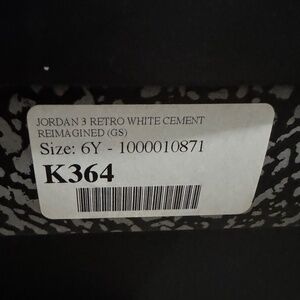 JORDAN 3 RETRO WHITE CEMENT
REIMAGINED (GS)
Size: 6Y - 1000010871
K364